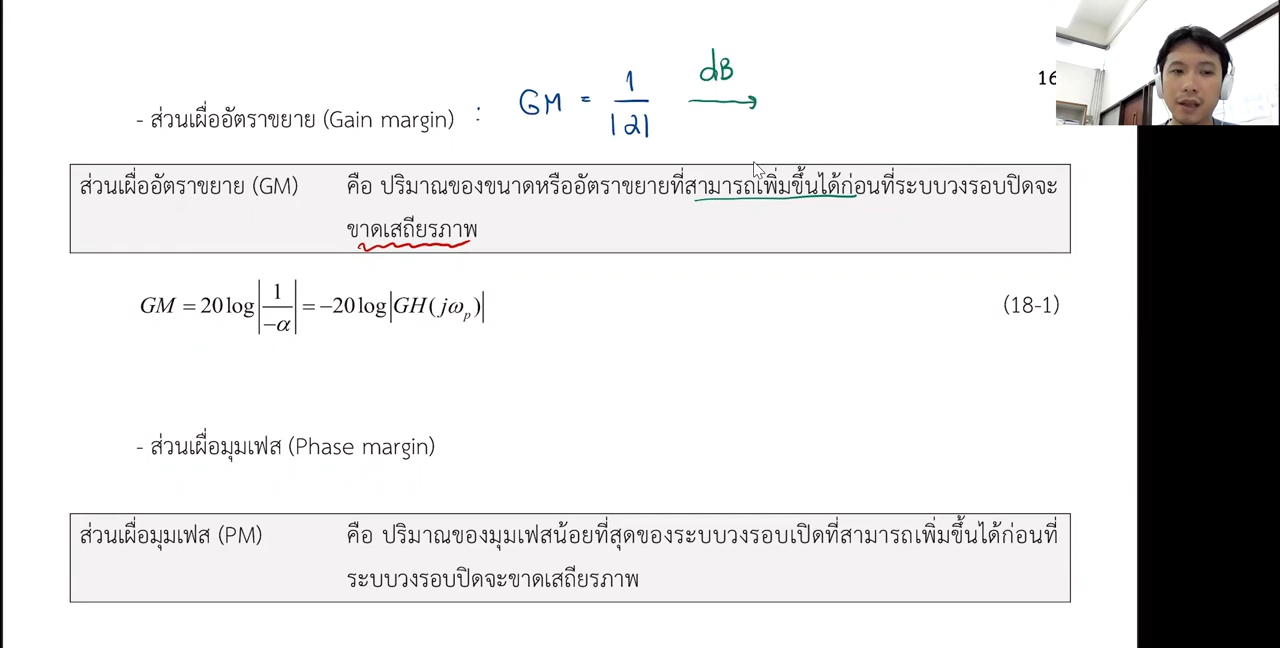 dB
- ส่วนเผื่ออัตราขยาย (Gain margin) : GM = 1/|α| →
16
ส่วนเผื่ออัตราขยาย (GM) คือ ปริมาณของขนาดหรืออัตราขยายที่สามารถเพิ่มขึ้นได้ก่อนที่ระบบวงรอบปิดจะ
ขาดเสถียรภาพ
GM = 20log|1/-α| = -20log|GH(jωp)| (18-1)
- ส่วนเผื่อมุมเฟส (Phase margin)
ส่วนเผื่อมุมเฟส (PM) คือ ปริมาณของมุมเฟสน้อยที่สุดของระบบวงรอบเปิดที่สามารถเพิ่มขึ้นได้ก่อนที่
ระบบวงรอบปิดจะขาดเสถียรภาพ